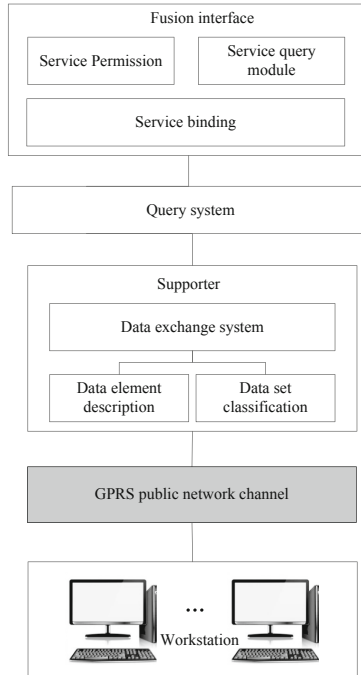 Fusion interface
Service Permission
Service query
module
Service binding
Query system
Supporter
Data exchange system
Data element
description
Data set
classification
GPRS public network channel
...
Workstation